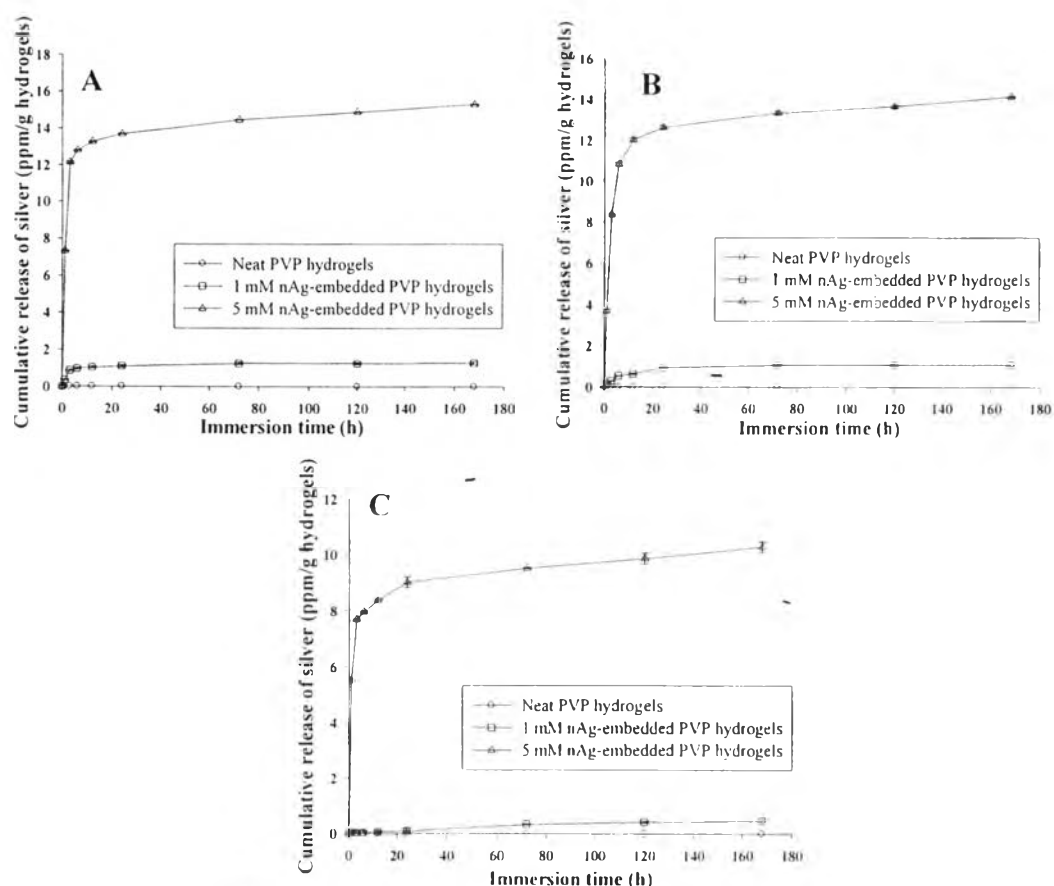 A
Cumulative release of silver (ppm/g hydrogels)
18
16
14
12
10
8
6
4
2
0
Neat PVP hydrogels
1 mM nAg-embedded PVP hydrogels
5 mM nAg-embedded PVP hydrogels
0 20 40 60 80 100 120 140 160 180
Immersion time (h)
B
Cumulative release of silver (ppm/g hydrogels)
16
14
12
10
8
6
4
2
0
Neat PVP hydrogels
1 mM nAg-embedded PVP hydrogels
5 mM nAg-embedded PVP hydrogels
0 20 40 60 80 100 120 140 160 180
Immersion time (h)
C
Cumulative release of silver (ppm/g hydrogels)
12
10
8
6
4
2
0
Neat PVP hydrogels
1 mM nAg-embedded PVP hydrogels
5 mM nAg-embedded PVP hydrogels
0 20 40 60 80 100 120 140 160 180
Immersion time (h)